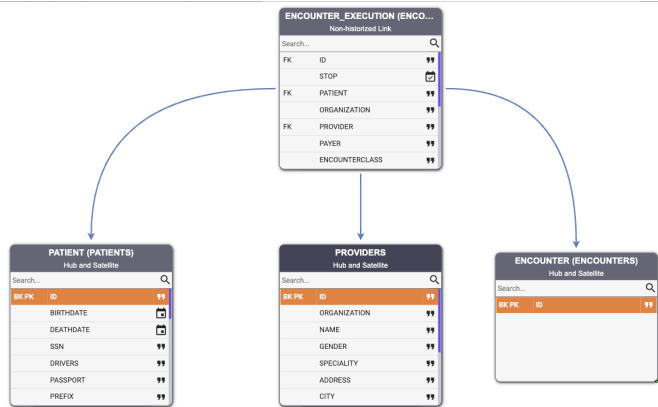 ENCOUNTER_EXECUTION (ENCO...
Non-historized Link
Search...
FK ID
STOP
FK PATIENT
ORGANIZATION
FK PROVIDER
PAYER
ENCOUNTERCLASS
PATIENT (PATIENTS)
Hub and Satellite
Search...
BK PK ID
BIRTHDATE
DEATHDATE
SSN
DRIVERS
PASSPORT
PREFIX
PROVIDERS
Hub and Satellite
Search...
BK PK ID
ORGANIZATION
NAME
GENDER
SPECIALITY
ADDRESS
CITY
ENCOUNTER (ENCOUNTERS)
Hub and Satellite
Search...
BK PK ID